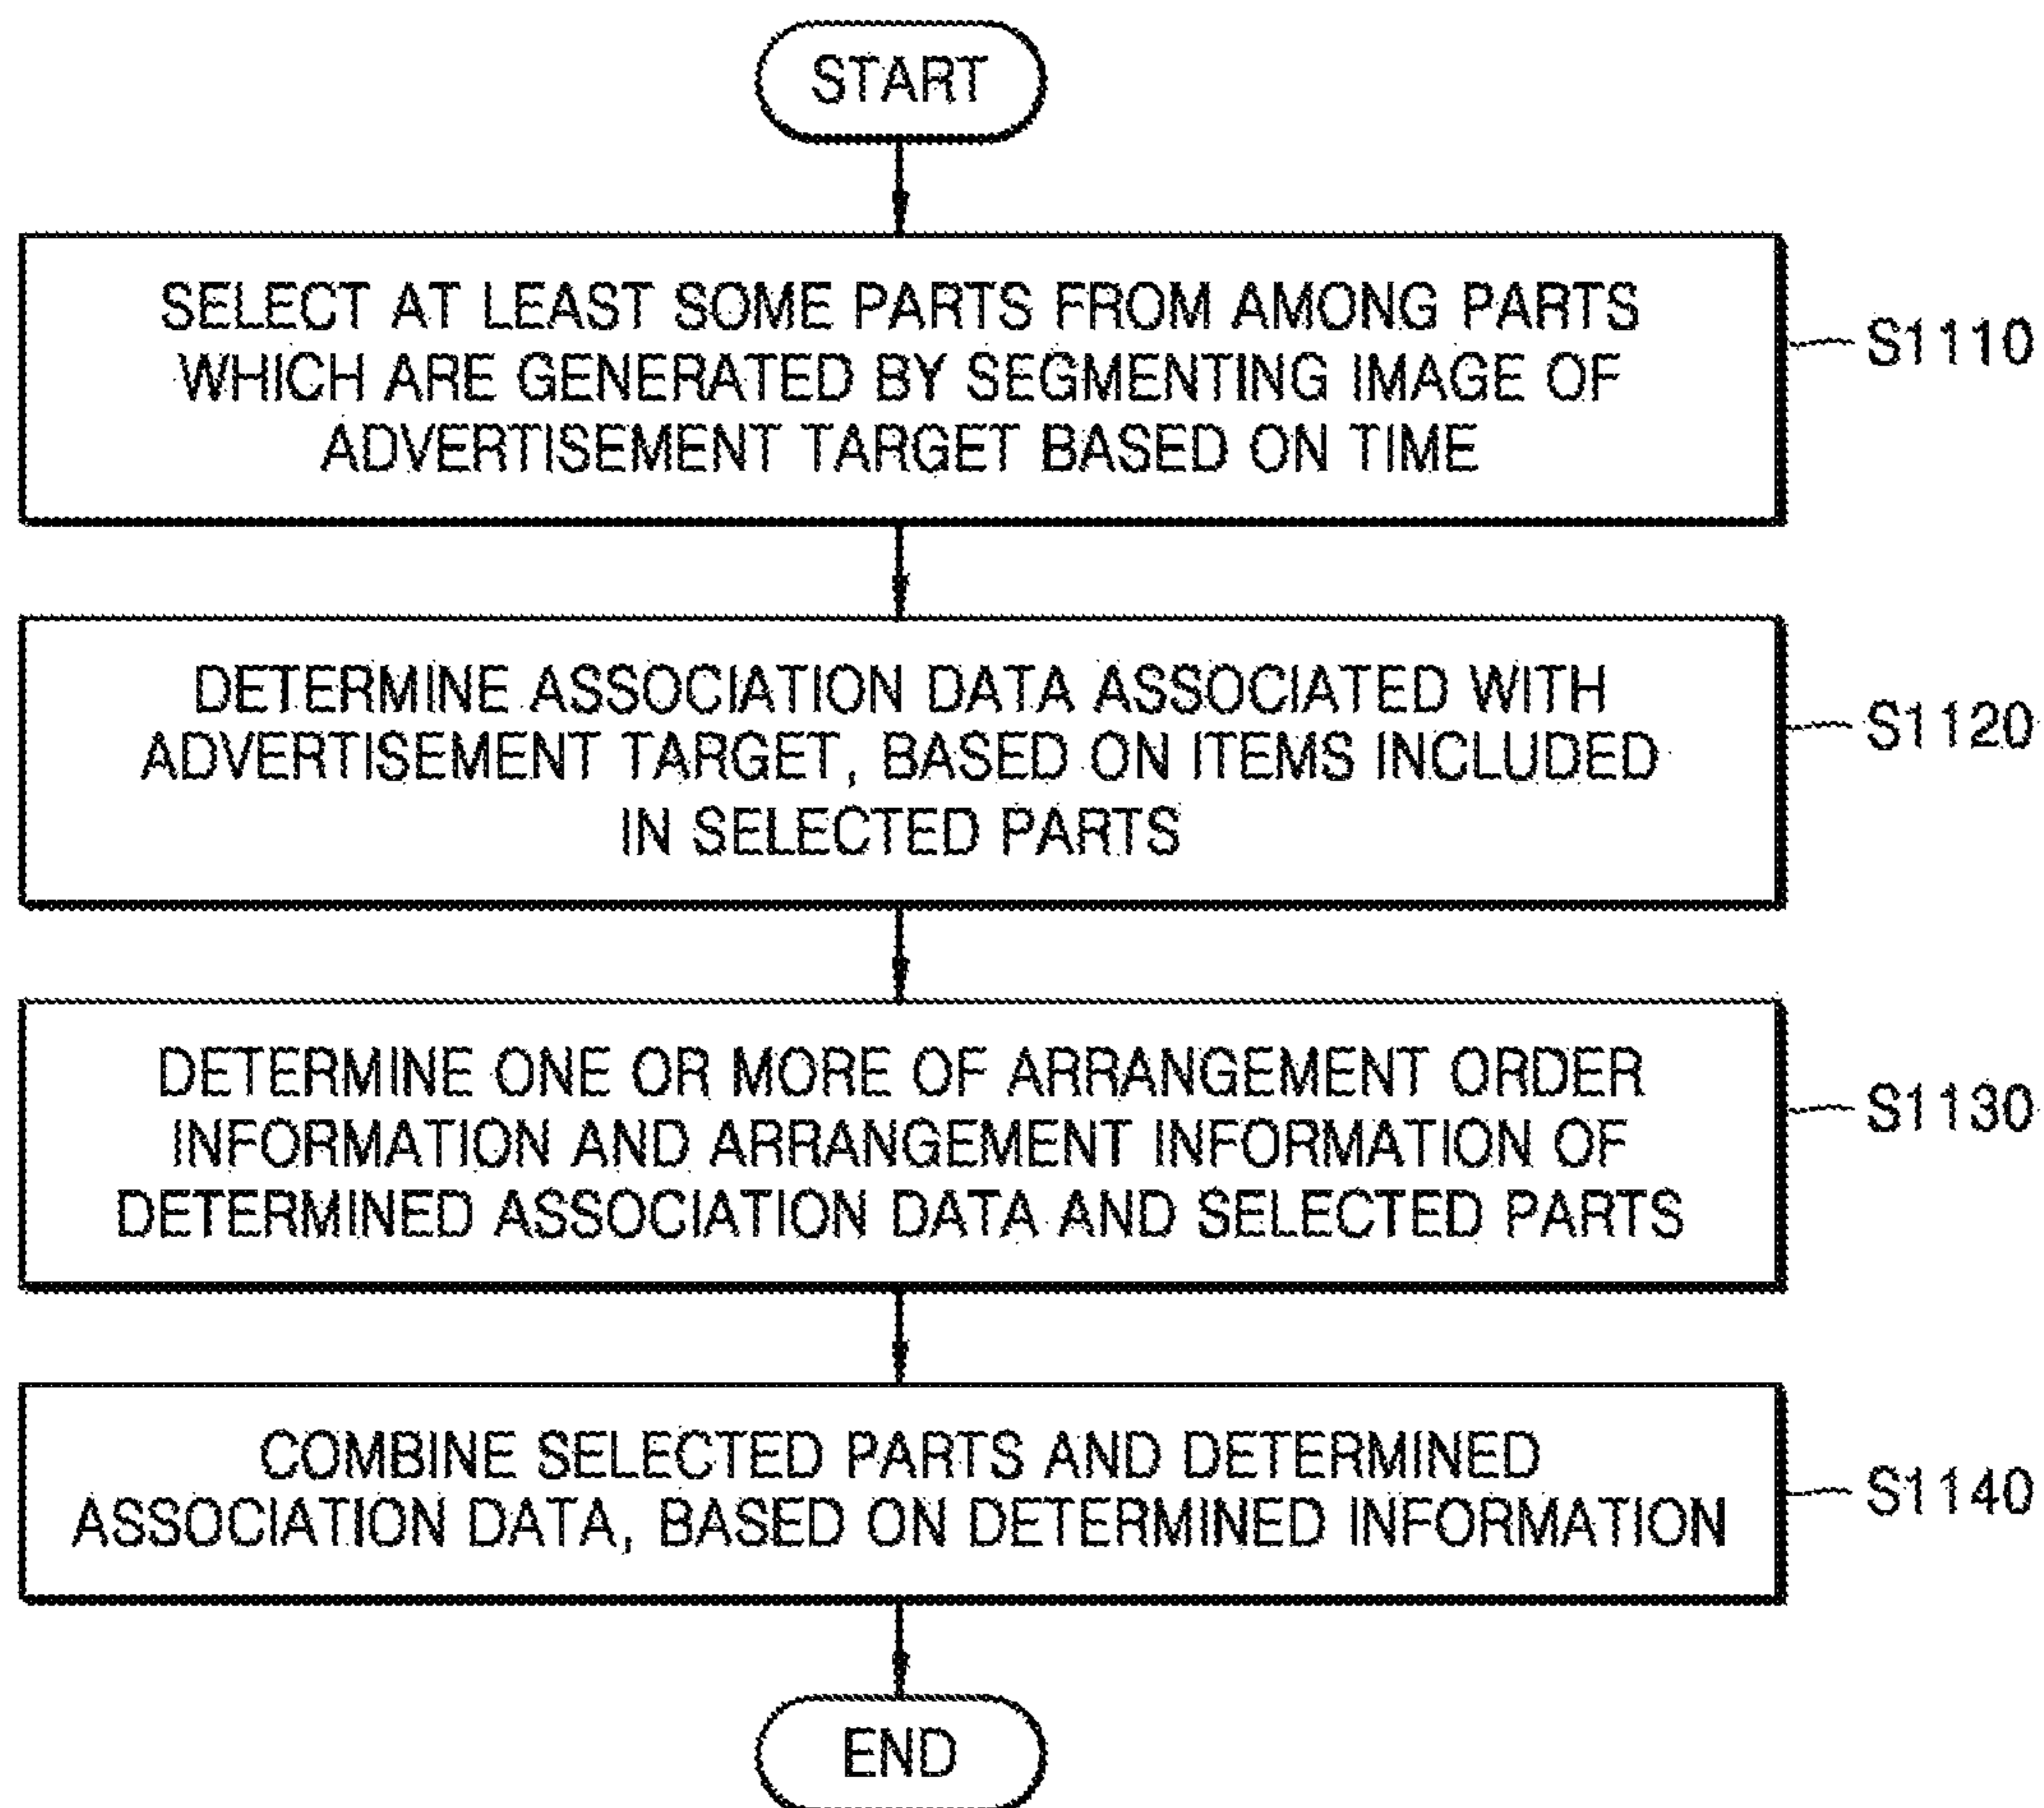 START
SELECT AT LEAST SOME PARTS FROM AMONG PARTS
WHICH ARE GENERATED BY SEGMENTING IMAGE OF
ADVERTISEMENT TARGET BASED ON TIME
S1110
DETERMINE ASSOCIATION DATA ASSOCIATED WITH
ADVERTISEMENT TARGET, BASED ON ITEMS INCLUDED
IN SELECTED PARTS
S1120
DETERMINE ONE OR MORE OF ARRANGEMENT ORDER
INFORMATION AND ARRANGEMENT INFORMATION OF
DETERMINED ASSOCIATION DATA AND SELECTED PARTS
S1130
COMBINE SELECTED PARTS AND DETERMINED
ASSOCIATION DATA, BASED ON DETERMINED INFORMATION
S1140
END